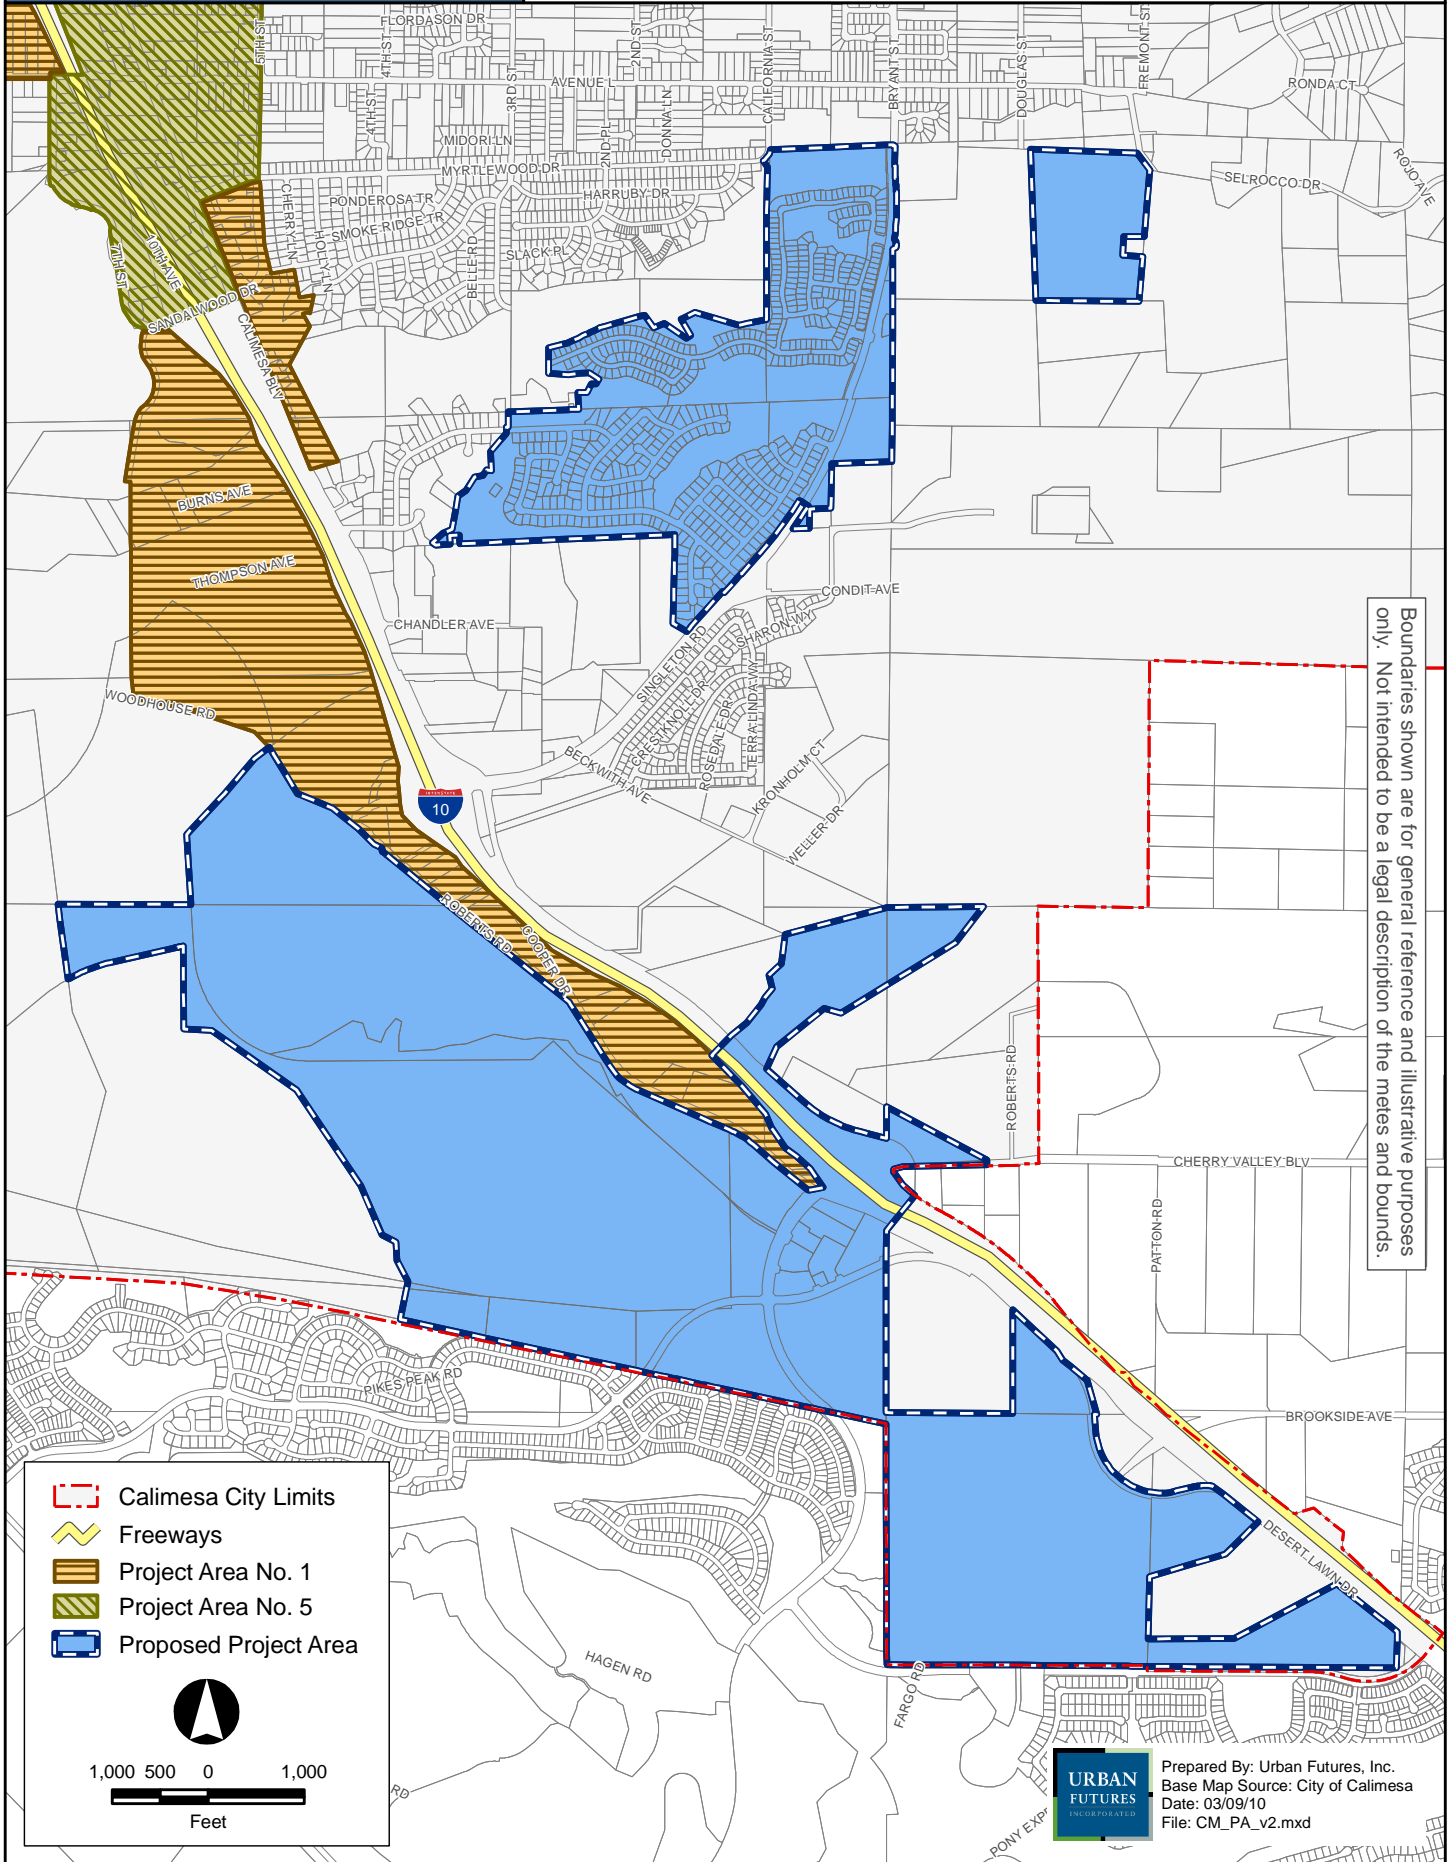 FLORDASON DR
5TH ST
4TH ST
3RD ST
2ND ST
CALIFORNIA ST
BRYANT ST
DOUGLAS ST
FREMONT ST
AVENUE L
RONDA CT
4TH ST
MIDORI LN
2ND PL
DONNA LN
MYRTLEWOOD DR
SELROCCO DR
ROJO AVE
CHERRY LN
PONDEROSA TR
HARRUBY DR
SMOKE RIDGE TR
HOLLY LN
BELLE RD
SLACK PL
7TH ST
10TH AVE
SANDALWOOD DR
CALIMESA BLV
BURNS AVE
THOMPSON AVE
CONDIT AVE
CHANDLER AVE
SINGLETON RD
SHARON WY
CREST KNOLL DR
ROSEDALE DR
TERRA LINDA WY
WOODHOUSE RD
BECKWITH AVE
KRONHOLM CT
WELLER DR
INTERSTATE
10
ROBERTS RD
COOPER DR
ROBERTS RD
CHERRY VALLEY BLV
PATTON RD
Boundaries shown are for general reference and illustrative purposes
only.  Not intended to be a legal description of the metes and bounds.
PIKES PEAK RD
BROOKSIDE AVE
DESERT LAWN DR
HAGEN RD
FARGO RD
RD
PONY EXP
Calimesa City Limits
Freeways
Project Area No. 1
Project Area No. 5
Proposed Project Area
1,000 500 0 1,000
Feet
URBAN
FUTURES
INCORPORATED
Prepared By: Urban Futures, Inc.
Base Map Source: City of Calimesa
Date: 03/09/10
File: CM_PA_v2.mxd